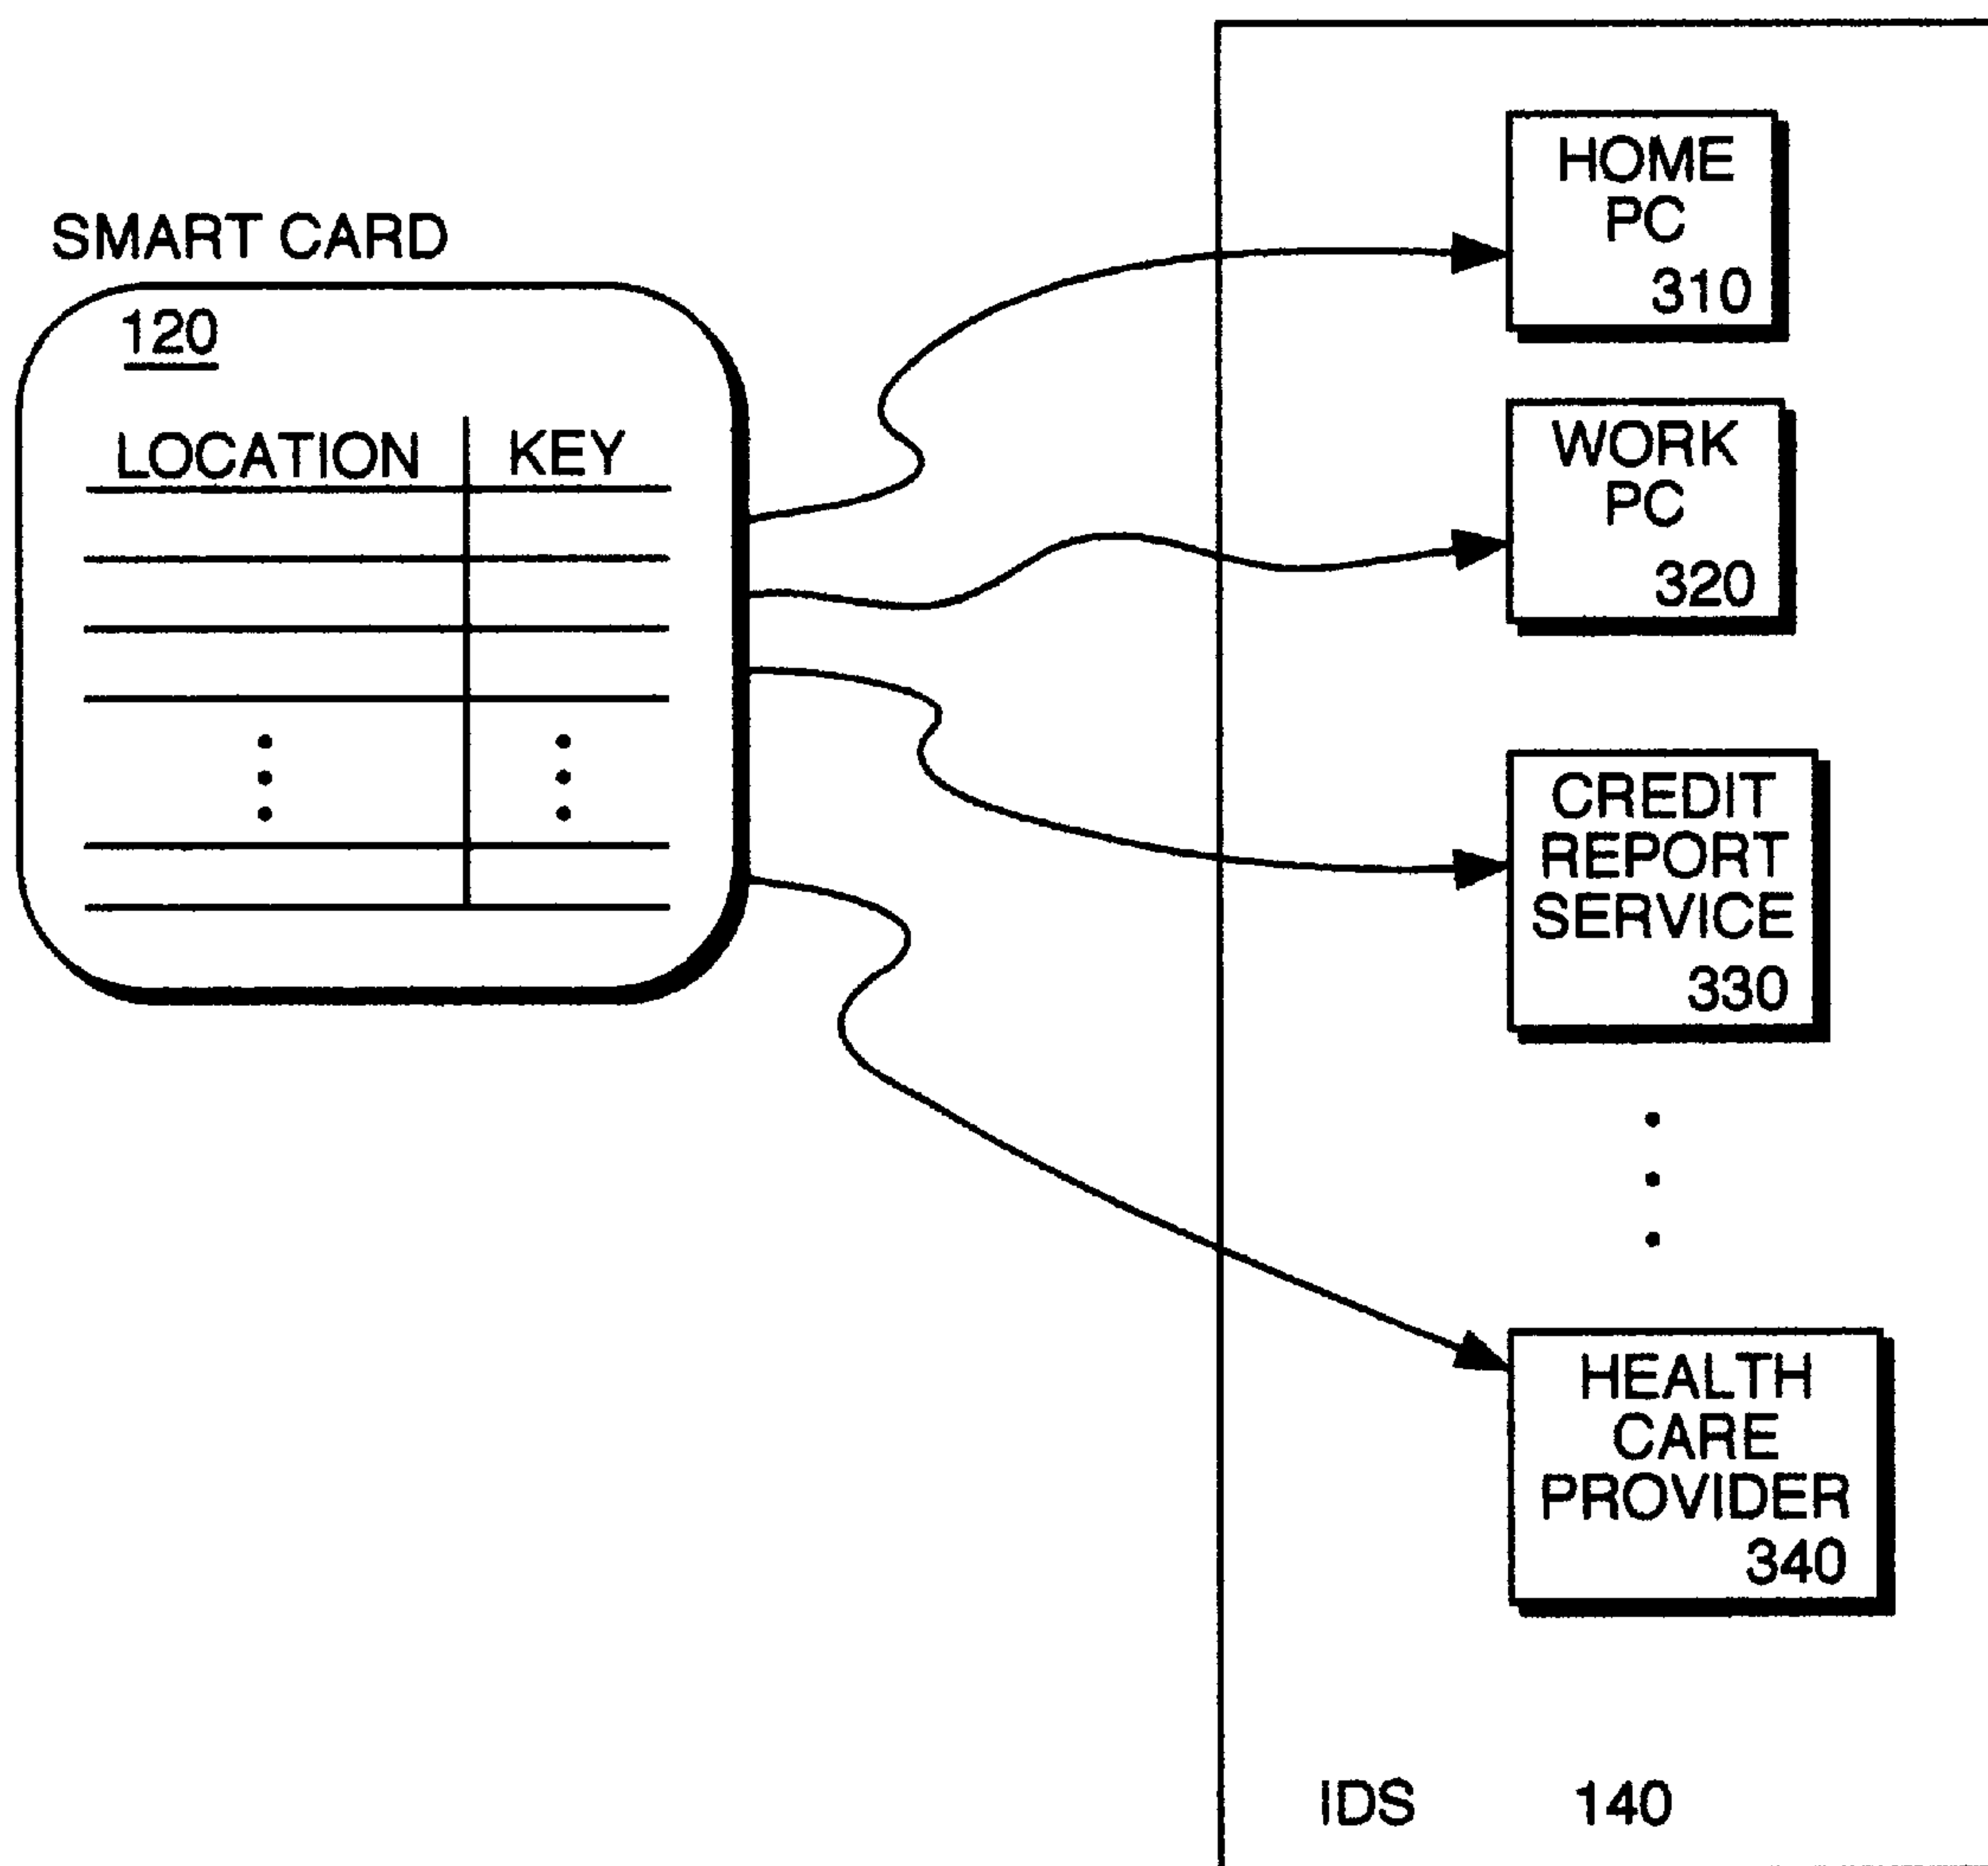 SMART CARD
120
LOCATION KEY
HOME
PC
310
WORK
PC
320
CREDIT
REPORT
SERVICE
330
HEALTH
CARE
PROVIDER
340
IDS 140